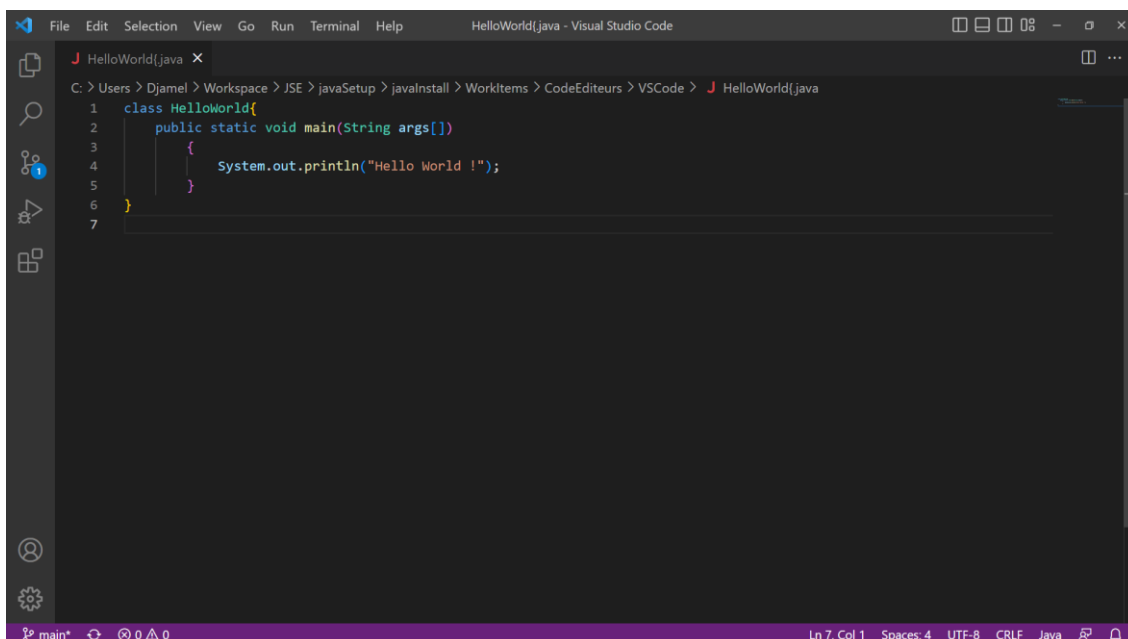 File Edit Selection View Go Run Terminal Help HelloWorld{.java - Visual Studio Code
J HelloWorld{.java
C: > Users > Djamel > Workspace > JSE > javaSetup > javaInstall > WorkItems > CodeEditeurs > VSCode > J HelloWorld{.java
1 class HelloWorld{
2 public static void main(String args[])
3 {
4 System.out.println("Hello World !");
5 }
6 }
7
1
main* 0 0 Ln 7, Col 1 Spaces: 4 UTF-8 CRLF Java